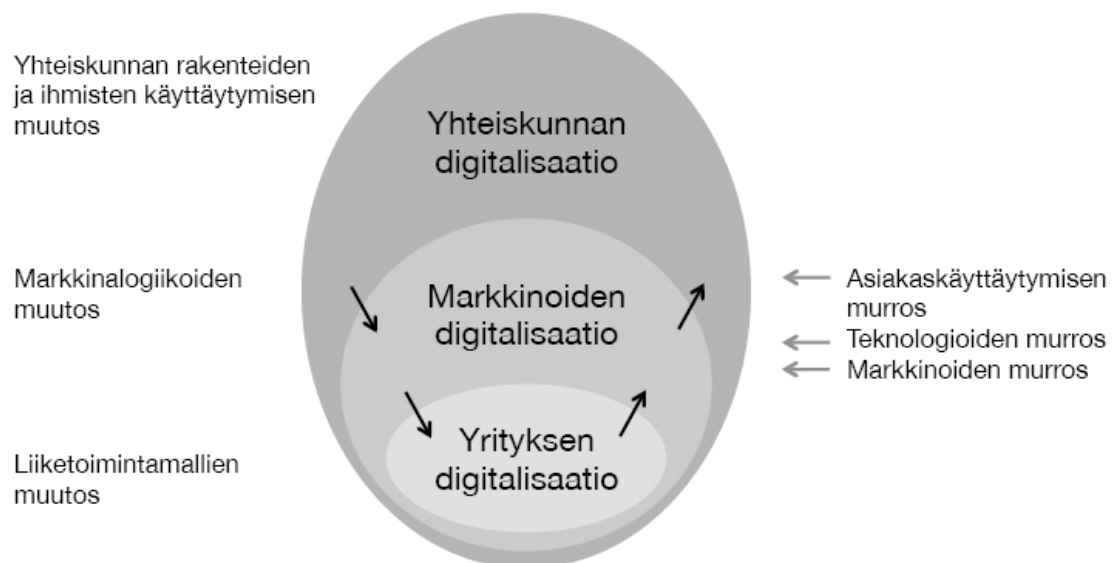 Yhteiskunnan rakenteiden
ja ihmisten käyttäytymisen
muutos
Yhteiskunnan
digitalisaatio
Markkinalogiikoiden
muutos
Markkinoiden
digitalisaatio
Asiakaskäyttäytymisen
murros
Teknologioiden murros
Markkinoiden murros
Liiketoimintamallien
muutos
Yrityksen
digitalisaatio